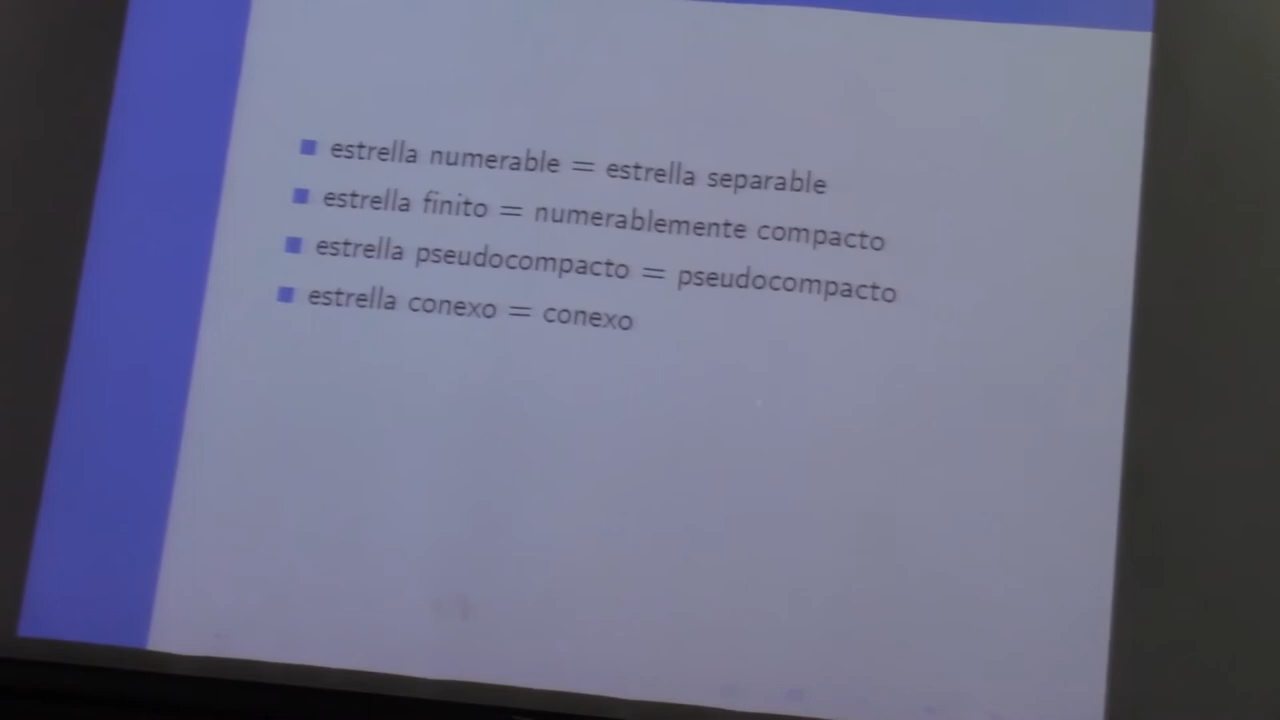 estrella numerable = estrella separable
estrella finito = numerablemente compacto
estrella pseudocompacto = pseudocompacto
estrella conexo = conexo